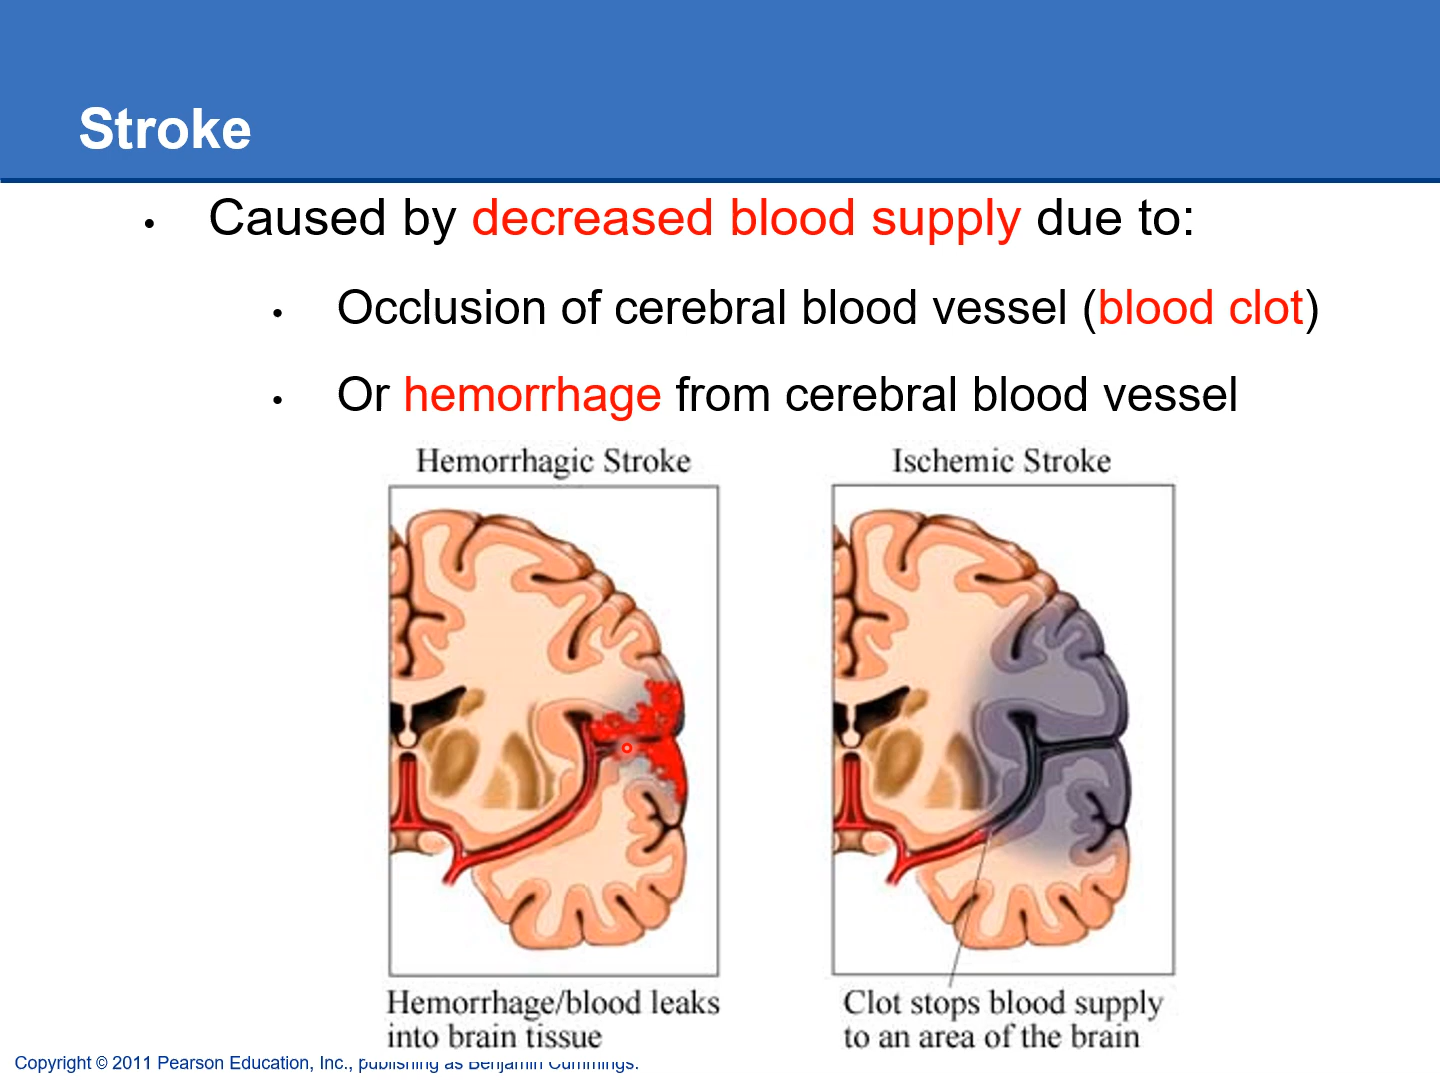 Stroke
• Caused by decreased blood supply due to:
• Occlusion of cerebral blood vessel (blood clot)
• Or hemorrhage from cerebral blood vessel
Hemorrhagic Stroke
Ischemic Stroke
Hemorrhage/blood leaks
into brain tissue
Clot stops blood supply
to an area of the brain
Copyright © 2011 Pearson Education, Inc., publishing as Benjamin Cummings.